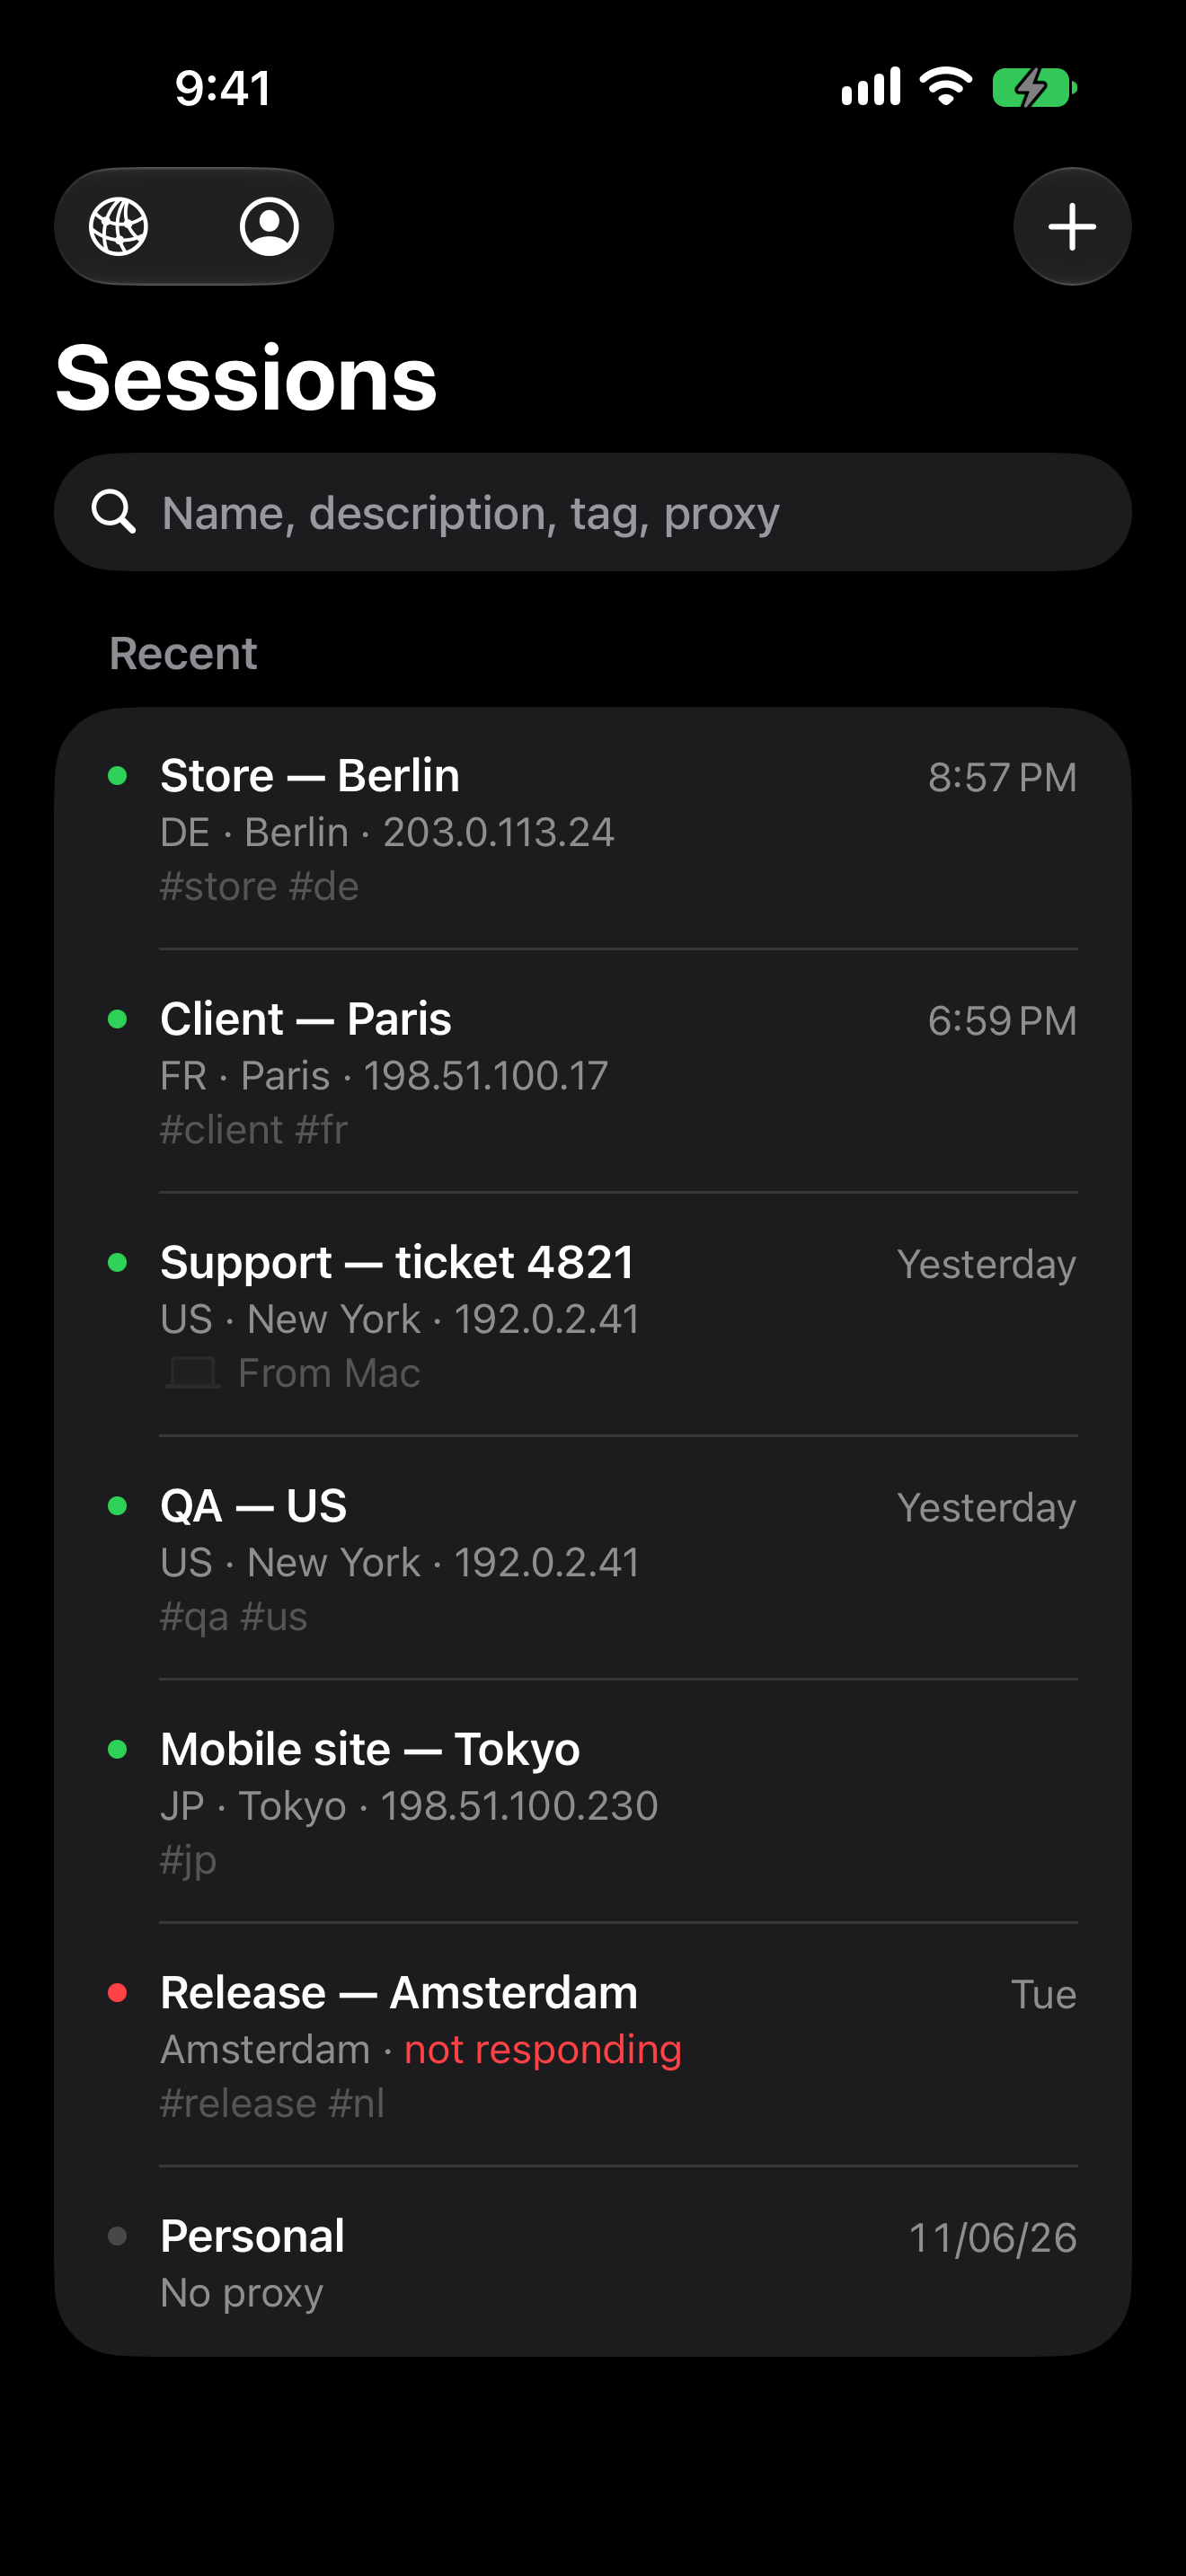 9:41
Sessions
Name, description, tag, proxy
Recent
Store — Berlin 8:57 PM
DE · Berlin · 203.0.113.24
#store #de
Client — Paris 6:59 PM
FR · Paris · 198.51.100.17
#client #fr
Support — ticket 4821 Yesterday
US · New York · 192.0.2.41
From Mac
QA — US Yesterday
US · New York · 192.0.2.41
#qa #us
Mobile site — Tokyo
JP · Tokyo · 198.51.100.230
#jp
Release — Amsterdam Tue
Amsterdam · not responding
#release #nl
Personal 11/06/26
No proxy